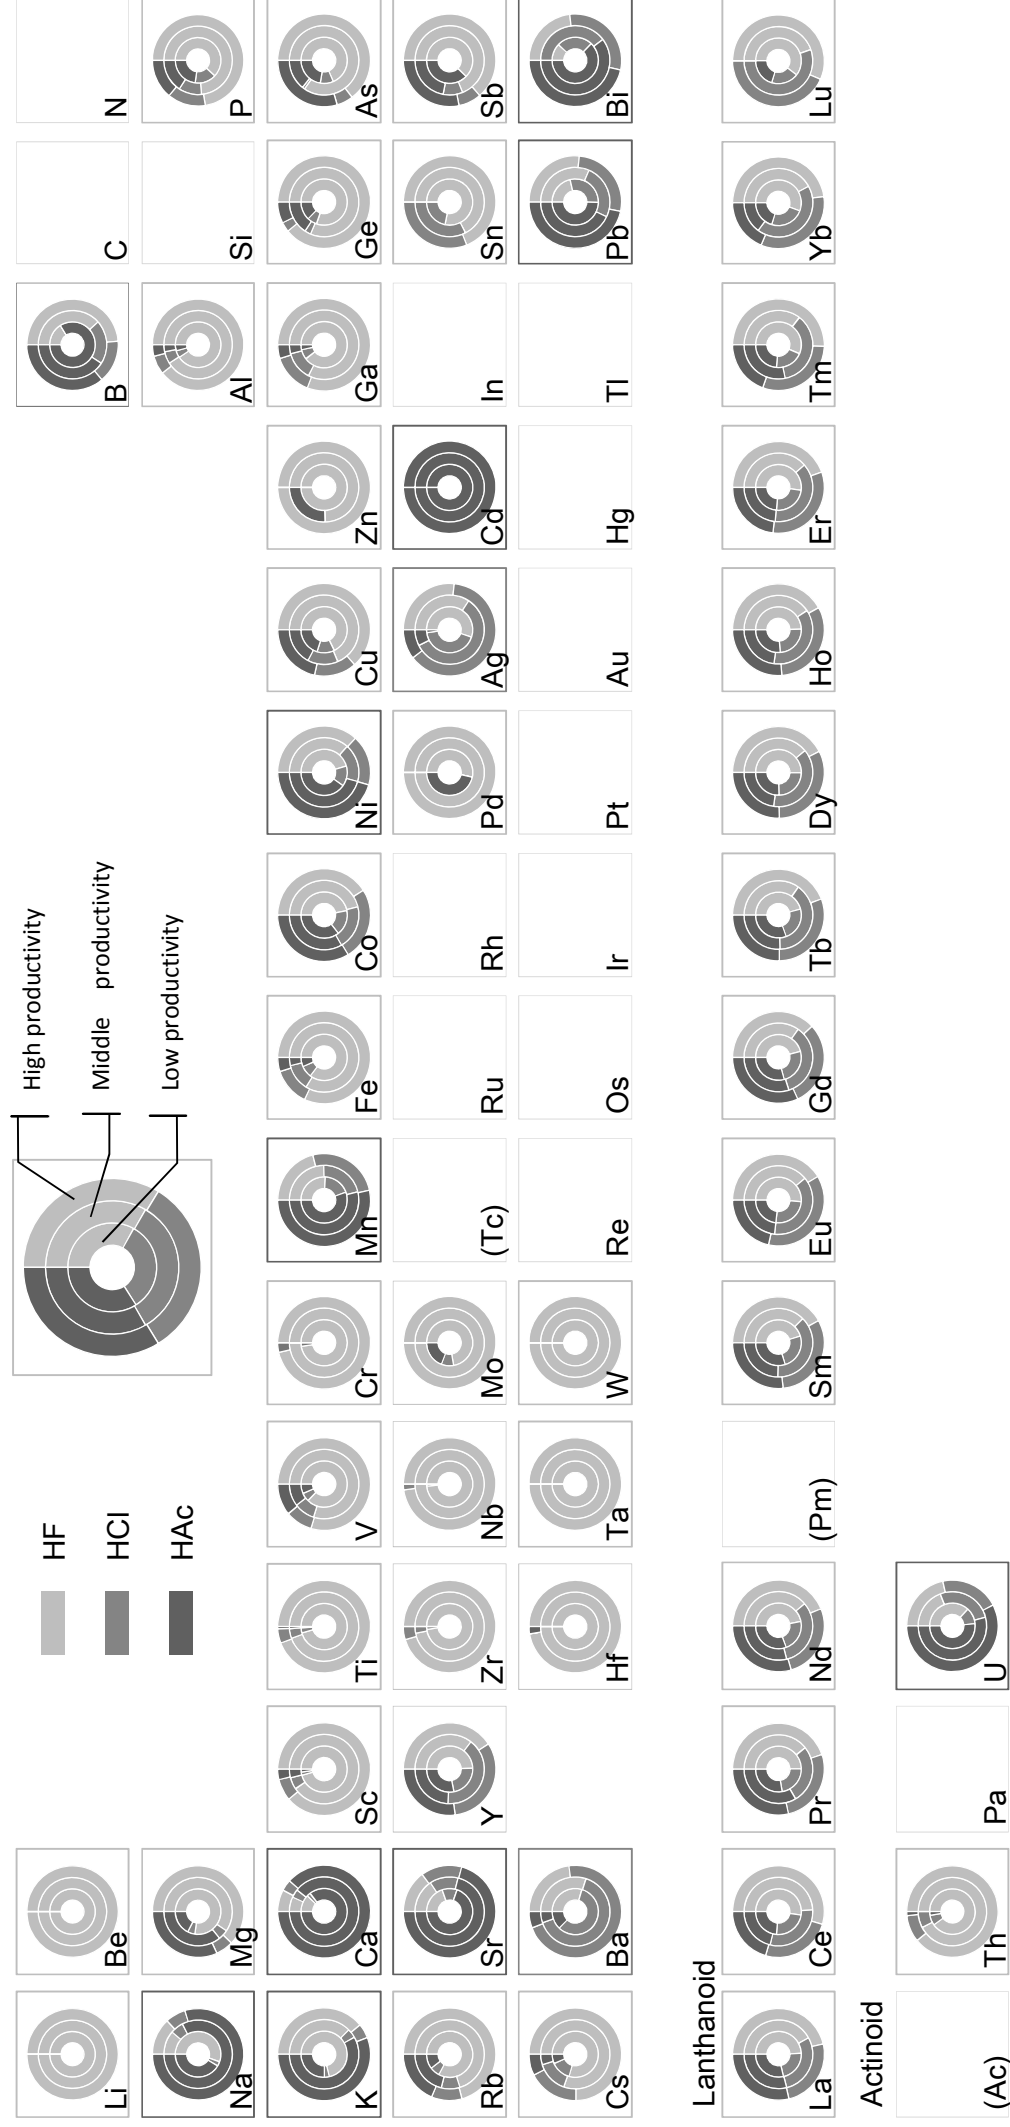 High productivity
HF
Middle productivity
Li Be HCl B C N
Low productivity
HAc
Na Mg Al Si P
K Ca Sc Ti V Cr Mn Fe Co Ni Cu Zn Ga Ge As
Rb Sr Y Zr Nb Mo (Tc) Ru Rh Pd Ag Cd In Sn Sb
Cs Ba Hf Ta W Re Os Ir Pt Au Hg Tl Pb Bi
Lanthanoid
La Ce Pr Nd (Pm) Sm Eu Gd Tb Dy Ho Er Tm Yb Lu
Actinoid
(Ac) Th Pa U